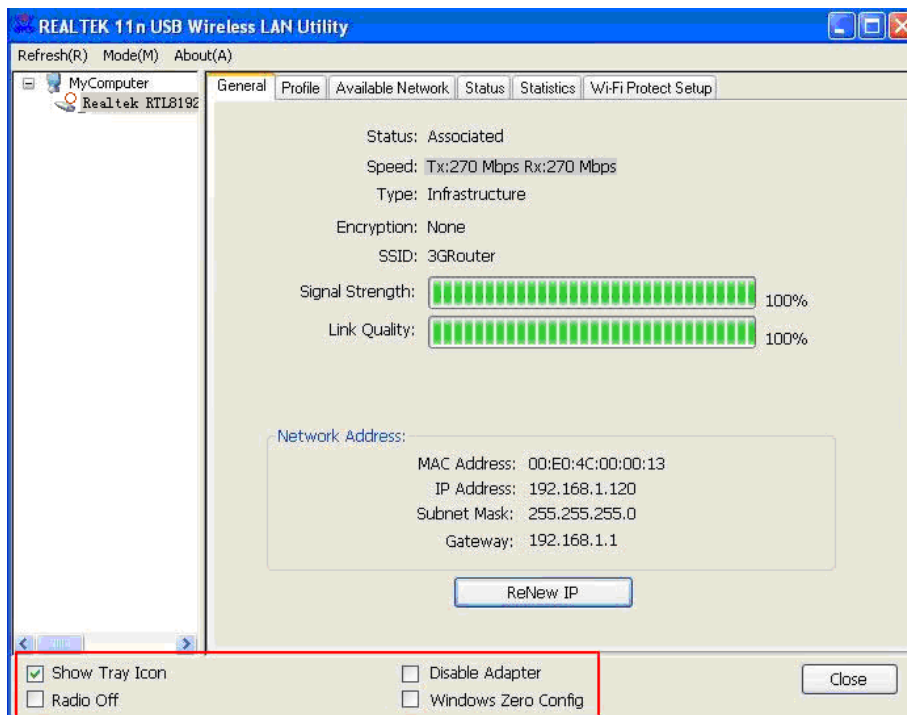 REALTEK 11n USB Wireless LAN Utility
Refresh(R) Mode(M) About(A)
MyComputer
Realtek RTL8192
General Profile Available Network Status Statistics Wi-Fi Protect Setup
Status: Associated
Speed: Tx:270 Mbps Rx:270 Mbps
Type: Infrastructure
Encryption: None
SSID: 3GRouter
Signal Strength: 100%
Link Quality: 100%
Network Address:
MAC Address: 00:E0:4C:00:00:13
IP Address: 192.168.1.120
Subnet Mask: 255.255.255.0
Gateway: 192.168.1.1
ReNew IP
Show Tray Icon Disable Adapter
Radio Off Windows Zero Config
Close